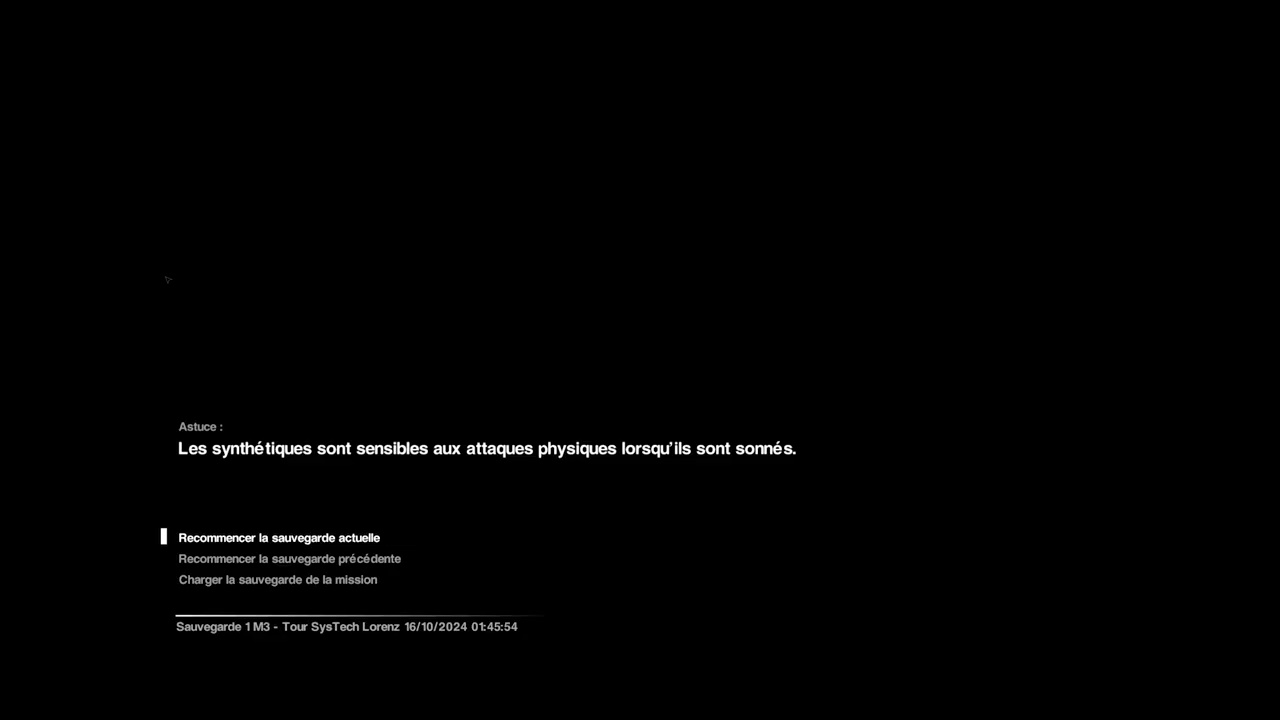 Astuce :
Les synthétiques sont sensibles aux attaques physiques lorsqu'ils sont sonnés.
Recommencer la sauvegarde actuelle
Recommencer la sauvegarde précédente
Charger la sauvegarde de la mission
Sauvegarde 1 M3 - Tour SysTech Lorenz 16/10/2024 01:45:54